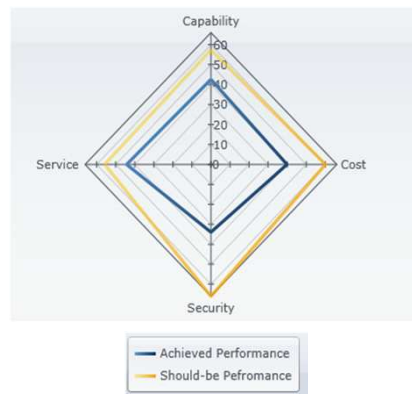 Capability
60
50
40
30
20
10
0
Service
Cost
Security
Achieved Performance
Should-be Pefromance